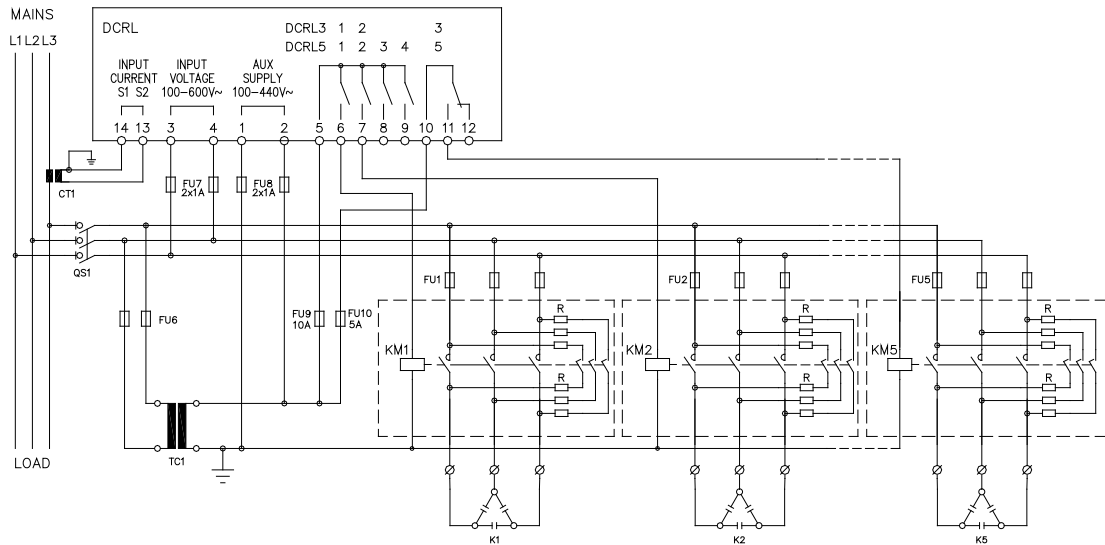 MAINS
L1 L2 L3
DCRL
DCRL3 1 2 3
DCRL5 1 2 3 4 5
INPUT CURRENT
S1 S2
INPUT VOLTAGE
100-600V~
AUX SUPPLY
100-440V~
14 13 3 4 1 2 5 6 7 8 9 10 11 12
CT1
FU7
2x1A
FU8
2x1A
QS1
FU1
FU2
FU5
FU6
FU9
10A
FU10
5A
R
R
R
KM1
KM2
KM5
R
R
R
LOAD
TC1
K1
K2
K5